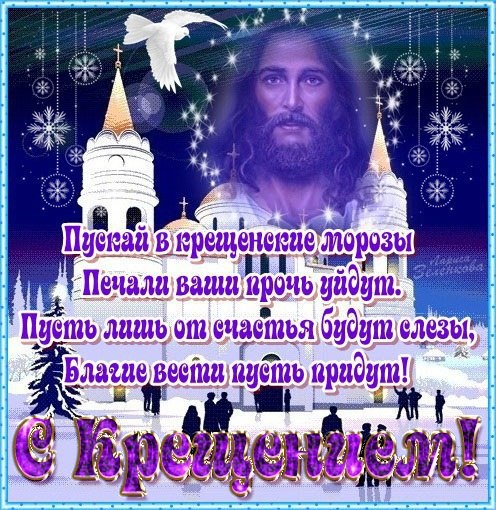 Пускай в крещенские морозы
Печали ваши прочь уйдут.
Лариса
Зеленкова
Пусть лишь от счастья будут слезы,
Благие вести пусть придут!
С Крещением!